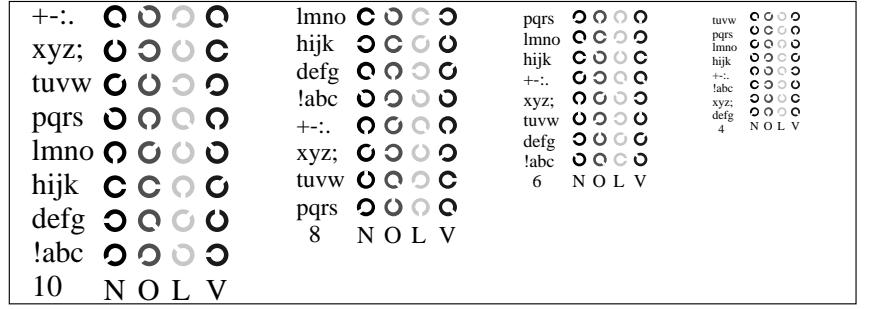 +-:.
xyz;
tuvw
pqrs
lmno
hijk
defg
!abc
10 N O L V
lmno
hijk
defg
!abc
+-:.
xyz;
tuvw
pqrs
8 N O L V
pqrs
lmno
hijk
+-:.
xyz;
tuvw
defg
!abc
6 N O L V
tuvw
pqrs
lmno
hijk
+-:.
!abc
xyz;
defg
4 N O L V